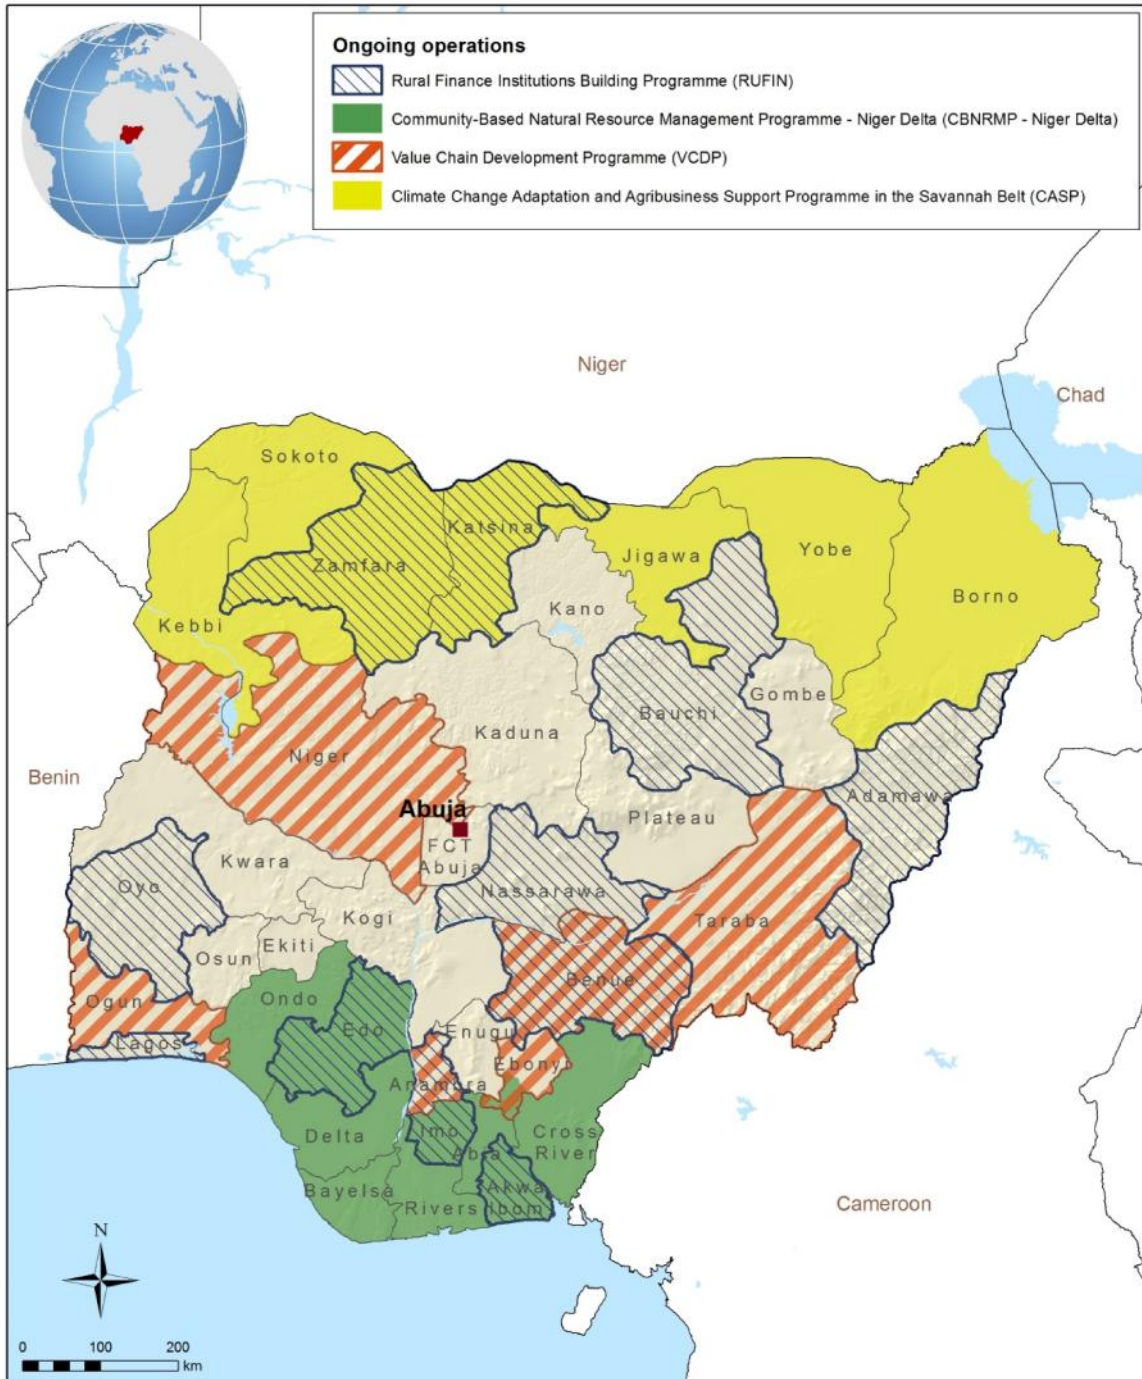 Ongoing operations
Rural Finance Institutions Building Programme (RUFIN)
Community-Based Natural Resource Management Programme - Niger Delta (CBNRMP - Niger Delta)
Value Chain Development Programme (VCDP)
Climate Change Adaptation and Agribusiness Support Programme in the Savannah Belt (CASP)
Niger
Chad
Sokoto
Katsina
Zamfara
Jigawa
Yobe
Borno
Kano
Kebbi
Gombe
Bauchi
Kaduna
Niger
Benin
Adamawa
Abuja
Plateau
FCT
Abuja
Kwara
Oyo
Nassarawa
Kogi
Taraba
Osun
Ekiti
Benue
Ogun
Ondo
Edo
Enugu
Lagos
Ebonyi
Anambra
Delta
Imo
Abia
Cross
River
Bayelsa
Rivers
Akwa
Ibom
Cameroon
N
0 100 200
km